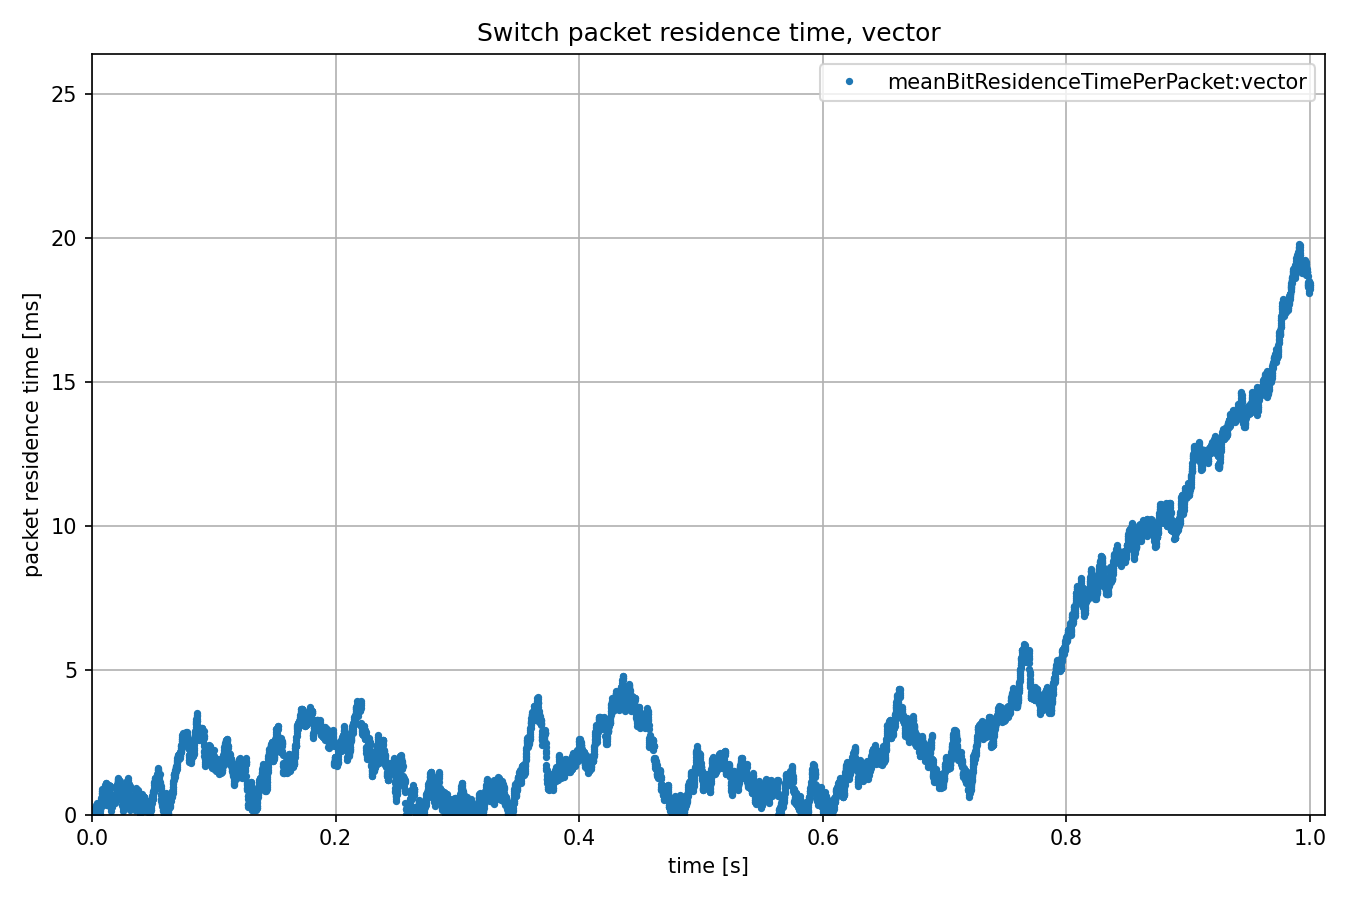 Switch packet residence time, vector
meanBitResidenceTimePerPacket:vector
packet residence time [ms]
25
20
15
10
5
0
0.0 0.2 0.4 0.6 0.8 1.0
time [s]